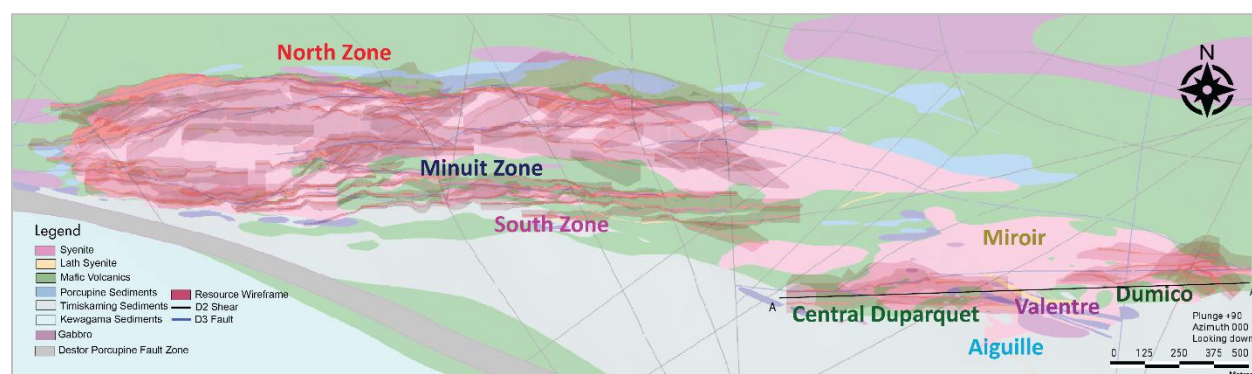 North Zone
N
Minuit Zone
South Zone
Miroir
Legend
Syenite
Lath Syenite
Mafic Volcanics
Porcupine Sediments
Timiskaming Sediments
Kewagama Sediments
Gabbro
Destor Porcupine Fault Zone
Resource Wireframe
D2 Shear
D3 Fault
A
Central Duparquet
Valentre
Dumico
Aiguille
Plunge +90
Azimuth 000
Looking down
0 125 250 375 500